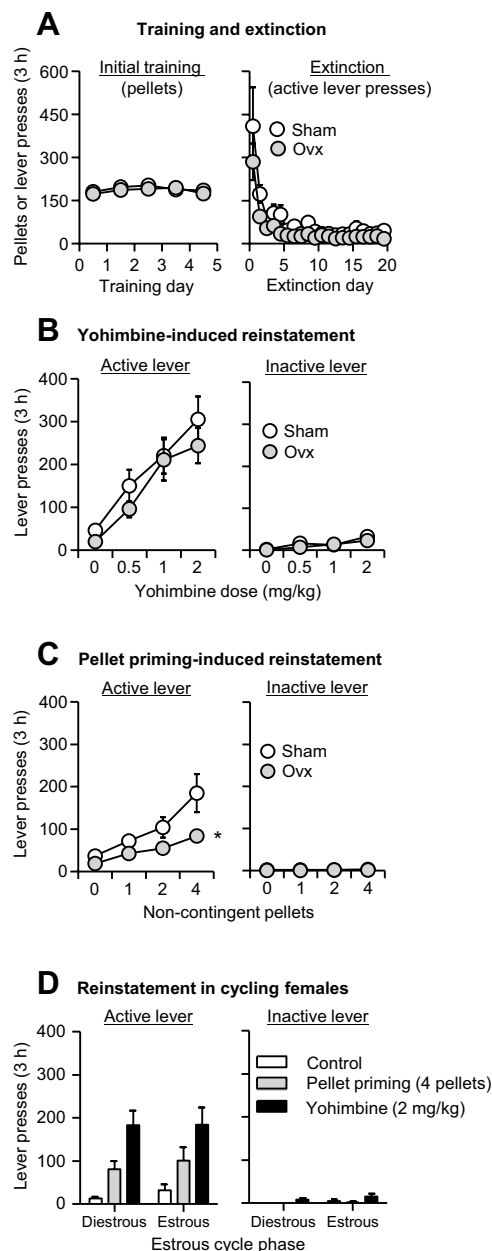 A Training and extinction
Initial training
(pellets)
Extinction
(active lever presses)
Pellets or lever presses (3 h)
600
450
300
150
0
Sham
Ovx
0 1 2 3 4 5
Training day
0 5 10 15 20
Extinction day
B Yohimbine-induced reinstatement
Active lever
Inactive lever
Lever presses (3 h)
400
300
200
100
0
Sham
Ovx
0 0.5 1 2
0 0.5 1 2
Yohimbine dose (mg/kg)
C Pellet priming-induced reinstatement
Active lever
Inactive lever
Lever presses (3 h)
400
300
200
100
0
Sham
Ovx
*
0 1 2 4
0 1 2 4
Non-contingent pellets
D Reinstatement in cycling females
Active lever
Inactive lever
Lever presses (3 h)
400
300
200
100
0
Control
Pellet priming (4 pellets)
Yohimbine (2 mg/kg)
Diestrous Estrous
Diestrous Estrous
Estrous cycle phase